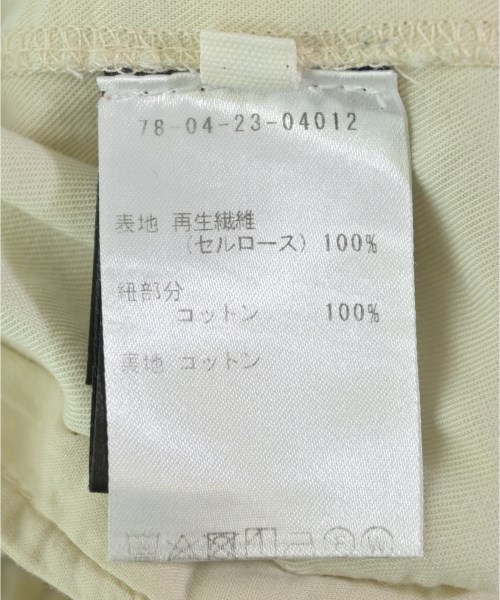 78-04-23-04012
表地 再生繊維
(セルロース) 100%
紐部分
コットン 100%
裏地 コットン